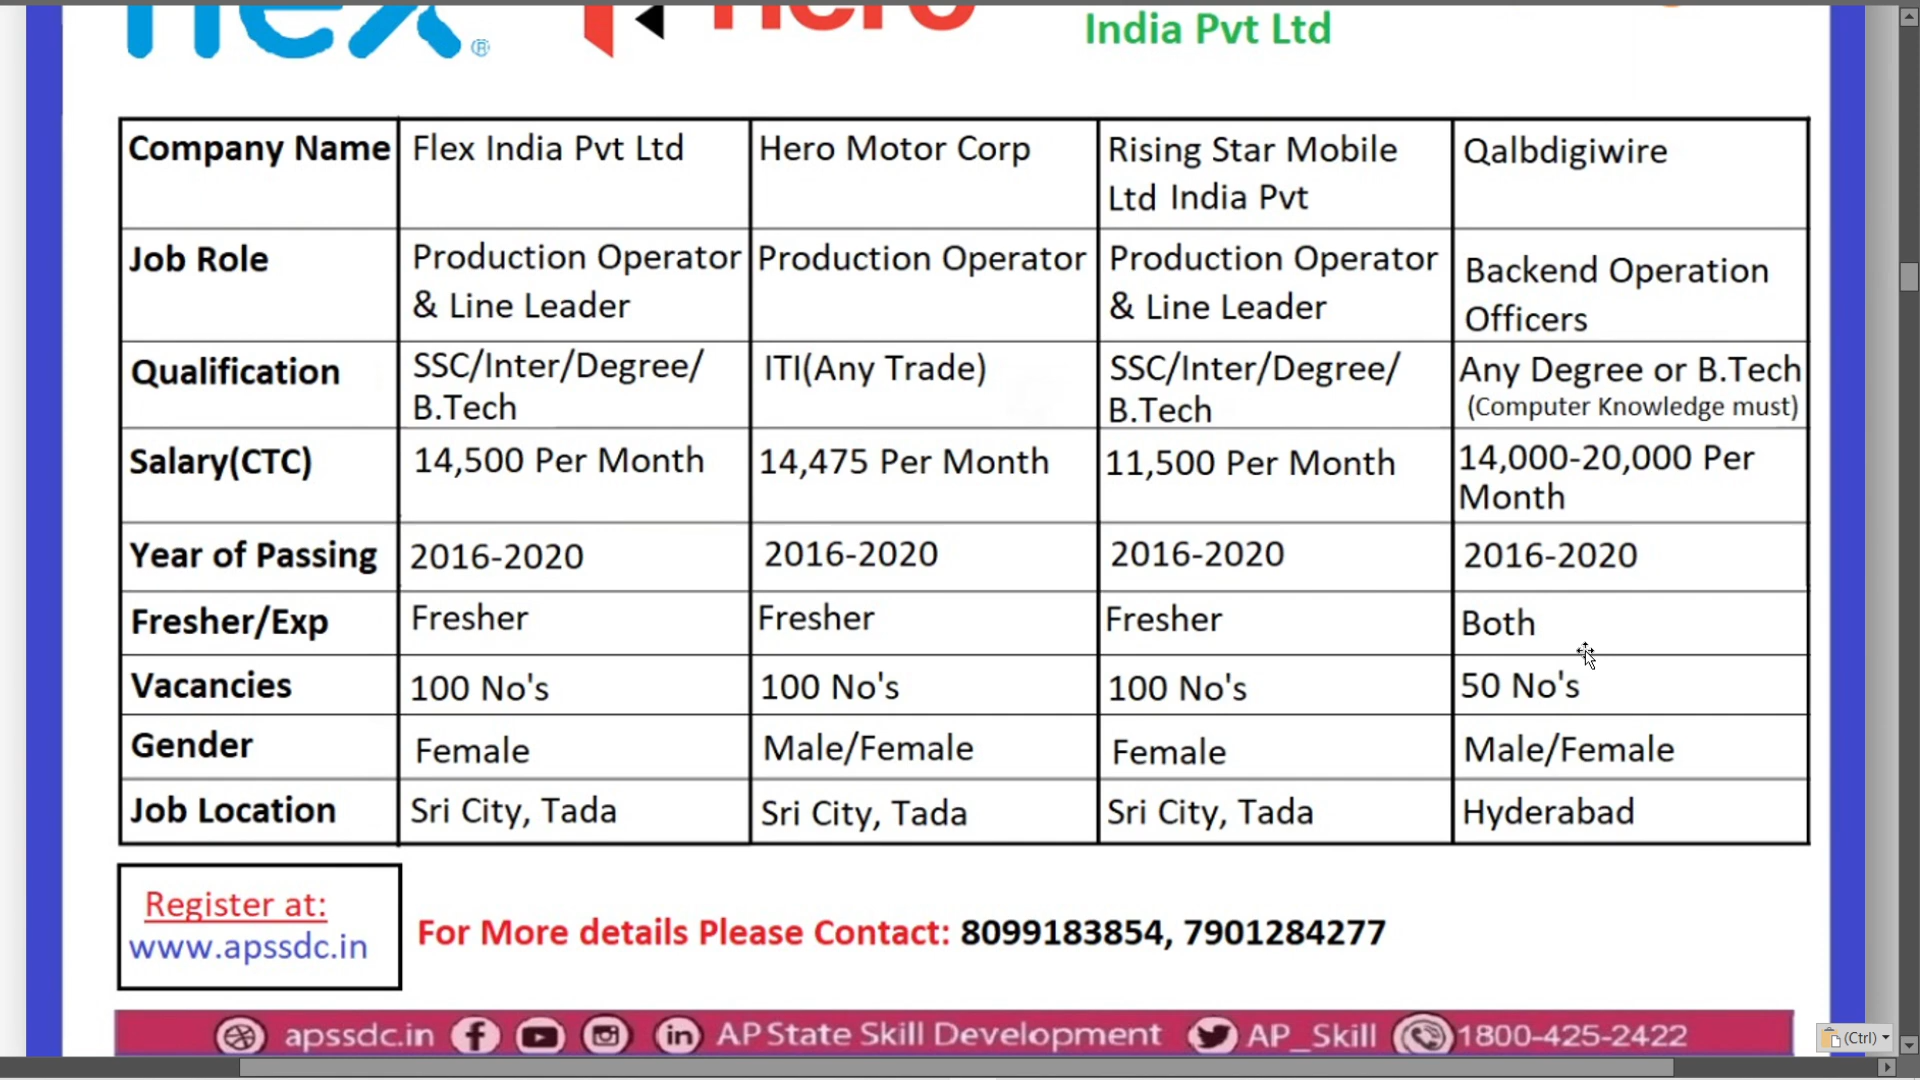 flex ®
hero
India Pvt Ltd
Company Name Flex India Pvt Ltd Hero Motor Corp Rising Star Mobile Qalbdigiwire
Ltd India Pvt
Job Role Production Operator Production Operator Production Operator Backend Operation
& Line Leader & Line Leader Officers
Qualification SSC/Inter/Degree/ ITI(Any Trade) SSC/Inter/Degree/ Any Degree or B.Tech
B.Tech B.Tech (Computer Knowledge must)
Salary(CTC) 14,500 Per Month 14,475 Per Month 11,500 Per Month 14,000-20,000 Per
Month
Year of Passing 2016-2020 2016-2020 2016-2020 2016-2020
Fresher/Exp Fresher Fresher Fresher Both
Vacancies 100 No's 100 No's 100 No's 50 No's
Gender Female Male/Female Female Male/Female
Job Location Sri City, Tada Sri City, Tada Sri City, Tada Hyderabad
Register at:
www.apssdc.in
For More details Please Contact: 8099183854, 7901284277
apssdc.in AP State Skill Development AP_Skill 1800-425-2422
(Ctrl)